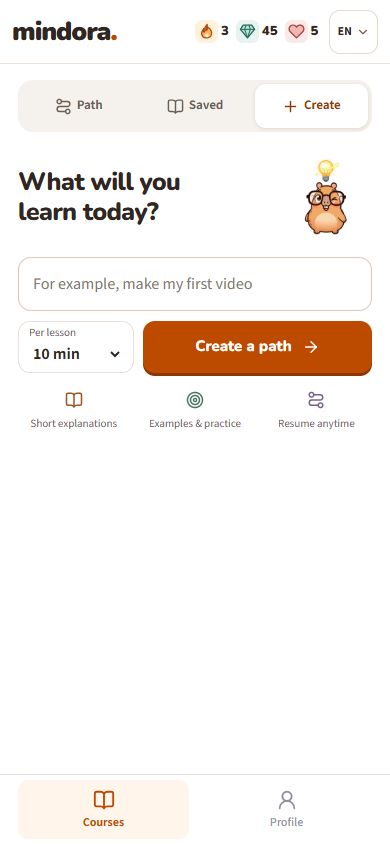 mindora.
3
45
5
EN
Path
Saved
Create
What will you
learn today?
For example, make my first video
Per lesson
10 min
Create a path
Short explanations
Examples & practice
Resume anytime
Courses
Profile